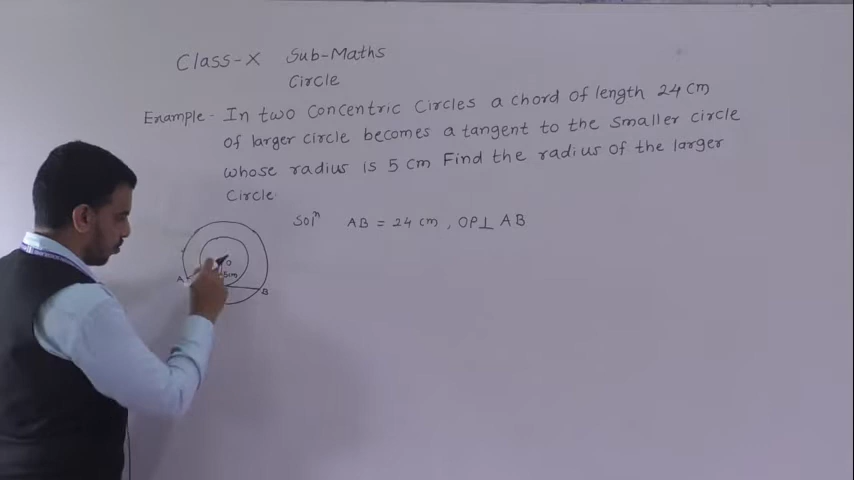 Class-X Sub-Maths
Circle
Example- In two Concentric Circles a chord of length 24 cm
of larger circle becomes a tangent to the smaller circle
whose radius is 5 cm Find the radius of the larger
Circle.
Solⁿ AB = 24 cm, OP⊥ AB
O
5cm
A
B